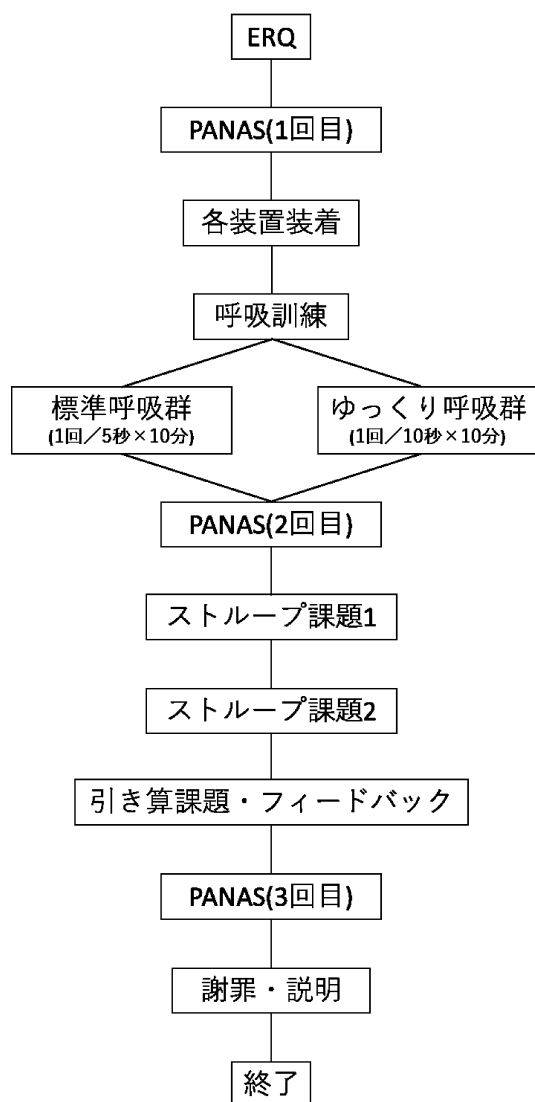 ERQ
PANAS(1回目)
各装置装着
呼吸訓練
標準呼吸群
(1回／5秒×10分)
ゆっくり呼吸群
(1回／10秒×10分)
PANAS(2回目)
ストループ課題1
ストループ課題2
引き算課題・フィードバック
PANAS(3回目)
謝罪・説明
終了